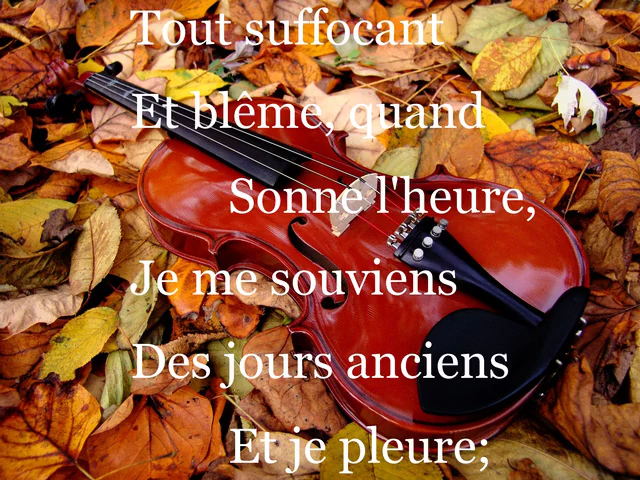 Tout suffocant
Et blême, quand
Sonne l'heure,
Je me souviens
Des jours anciens
Et je pleure;